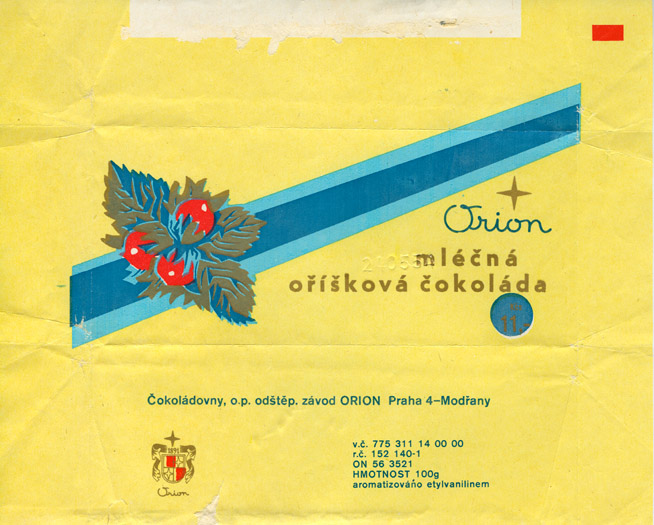 Orion
mléčná
oříšková čokoláda
11,-
Čokoládovny, o.p. odštěp. závod ORION Praha 4–Modřany
1896
Orion
v.č. 775 311 14 00 00
r.č. 152 140-1
ON 56 3521
HMOTNOST 100g
aromatizováno etylvanilinem